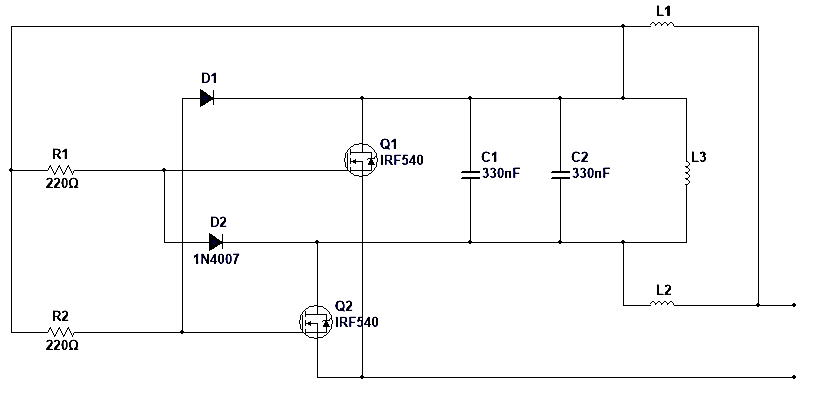 L1
D1
Q1
IRF540
R1
220Ω
C1
330nF
C2
330nF
L3
D2
1N4007
L2
Q2
IRF540
R2
220Ω